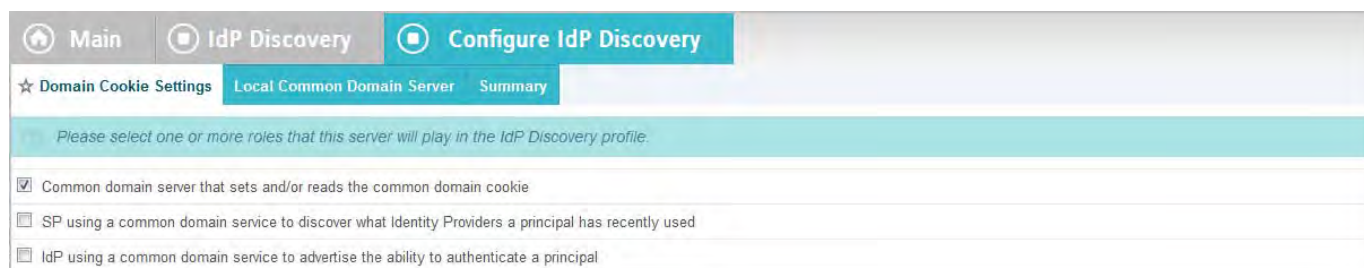 Main IdP Discovery Configure IdP Discovery
Domain Cookie Settings Local Common Domain Server Summary
Please select one or more roles that this server will play in the IdP Discovery profile.
Common domain server that sets and/or reads the common domain cookie
SP using a common domain service to discover what Identity Providers a principal has recently used
IdP using a common domain service to advertise the ability to authenticate a principal